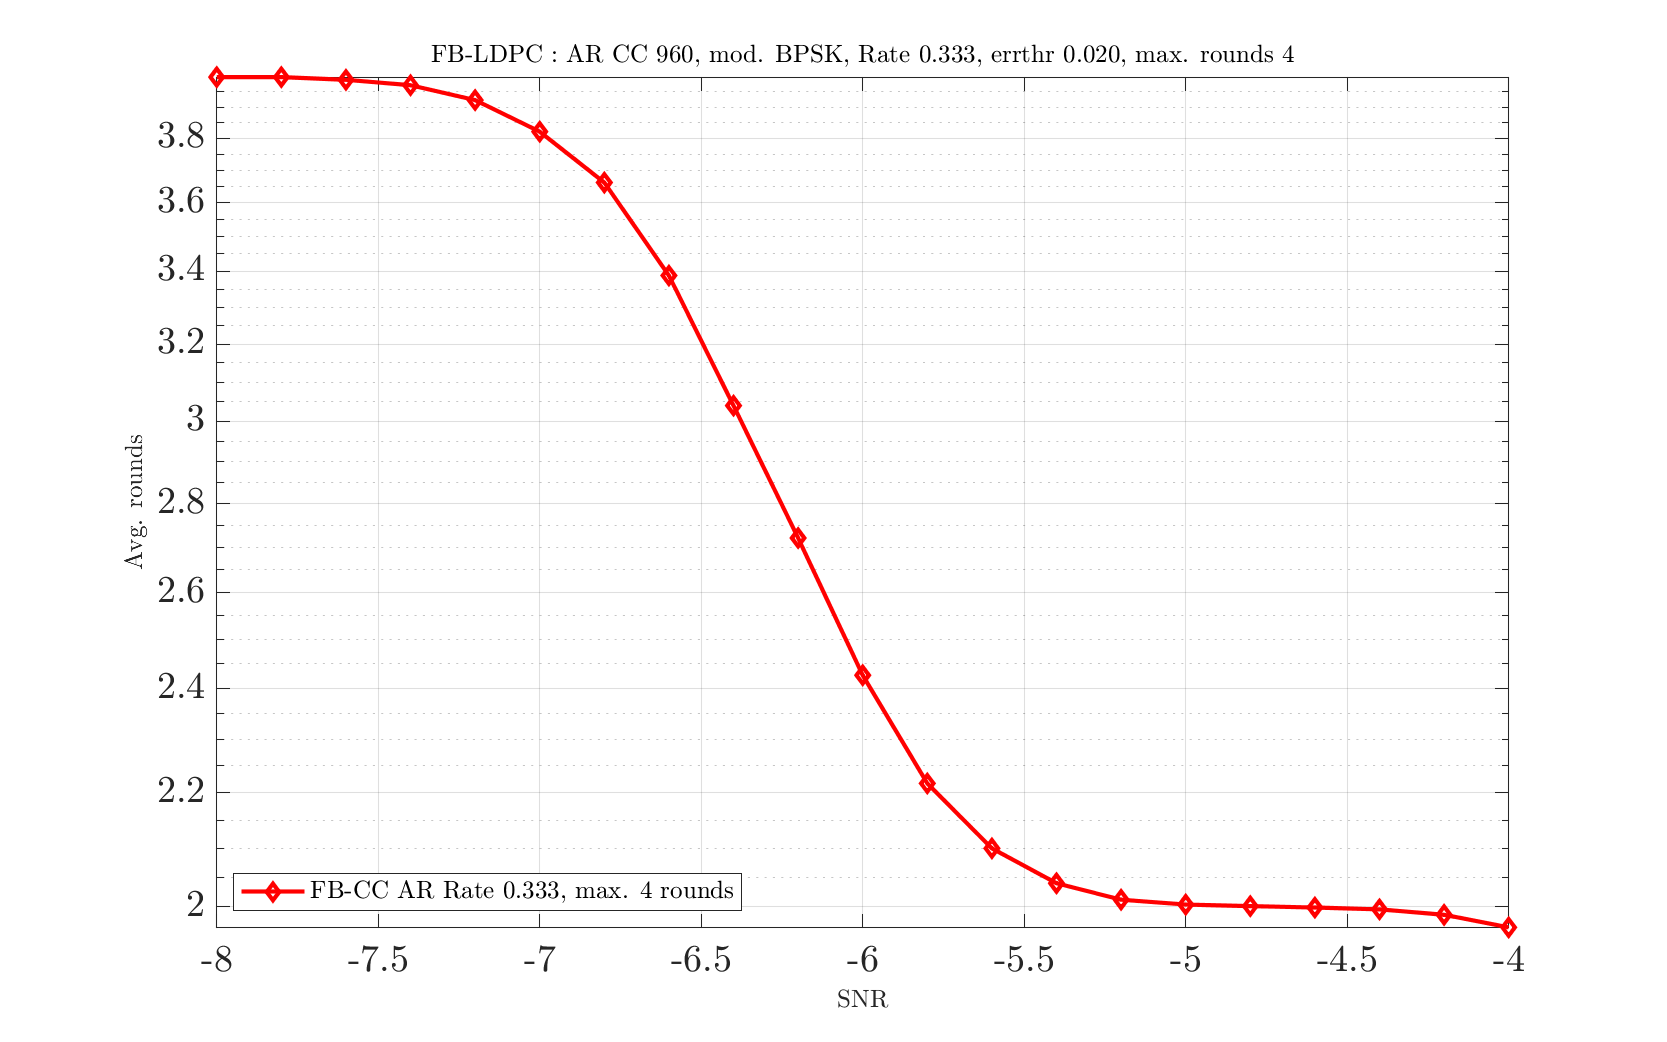 FB-LDPC : AR CC 960, mod. BPSK, Rate 0.333, errthr 0.020, max. rounds 4
3.8
3.6
3.4
3.2
3
2.8
2.6
2.4
2.2
2
Avg. rounds
FB-CC AR Rate 0.333, max. 4 rounds
-8 -7.5 -7 -6.5 -6 -5.5 -5 -4.5 -4
SNR